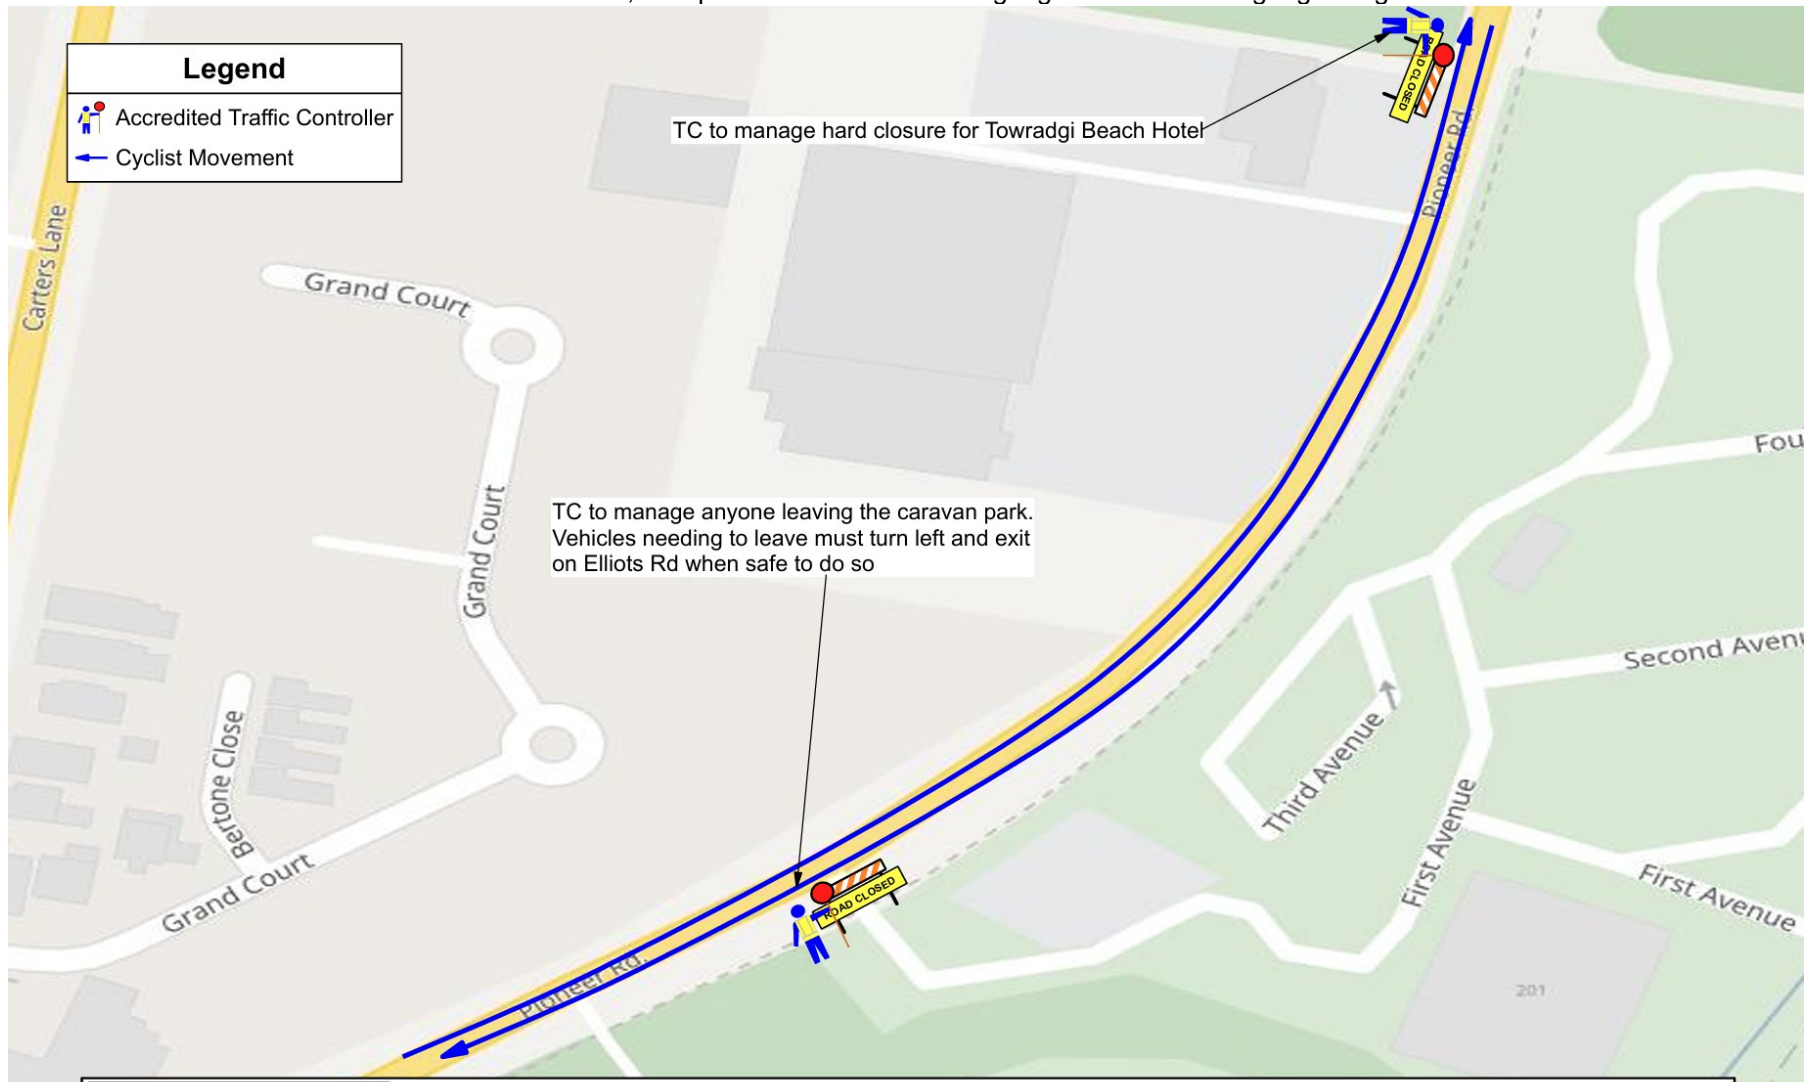 Legend
Accredited Traffic Controller
Cyclist Movement
TC to manage hard closure for Towradgi Beach Hotel
ROAD CLOSED
Pioneer Rd.
Carters Lane
Grand Court
Grand Court
TC to manage anyone leaving the caravan park.
Vehicles needing to leave must turn left and exit
on Elliots Rd when safe to do so
Fou
Second Avenu
Third Avenue
First Avenue
First Avenue
Bertone Close
Grand Court
ROAD CLOSED
Pioneer Rd.
201